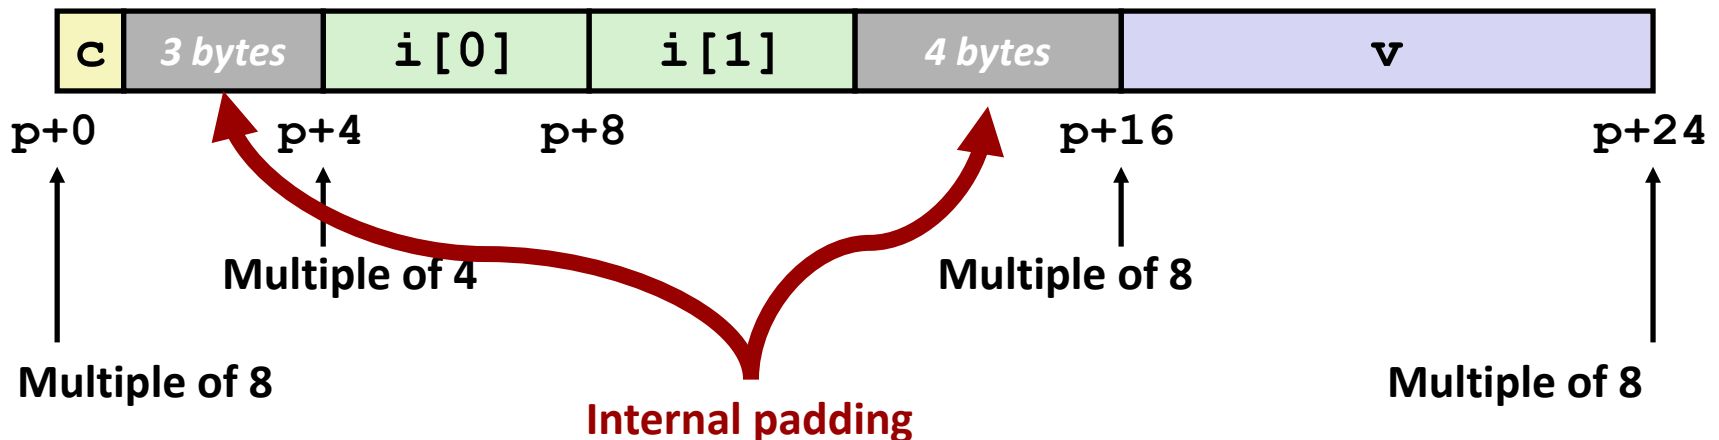 c 3 bytes i[0] i[1] 4 bytes v
p+0 p+4 p+8 p+16 p+24
Multiple of 4 Multiple of 8
Multiple of 8 Multiple of 8
Internal padding